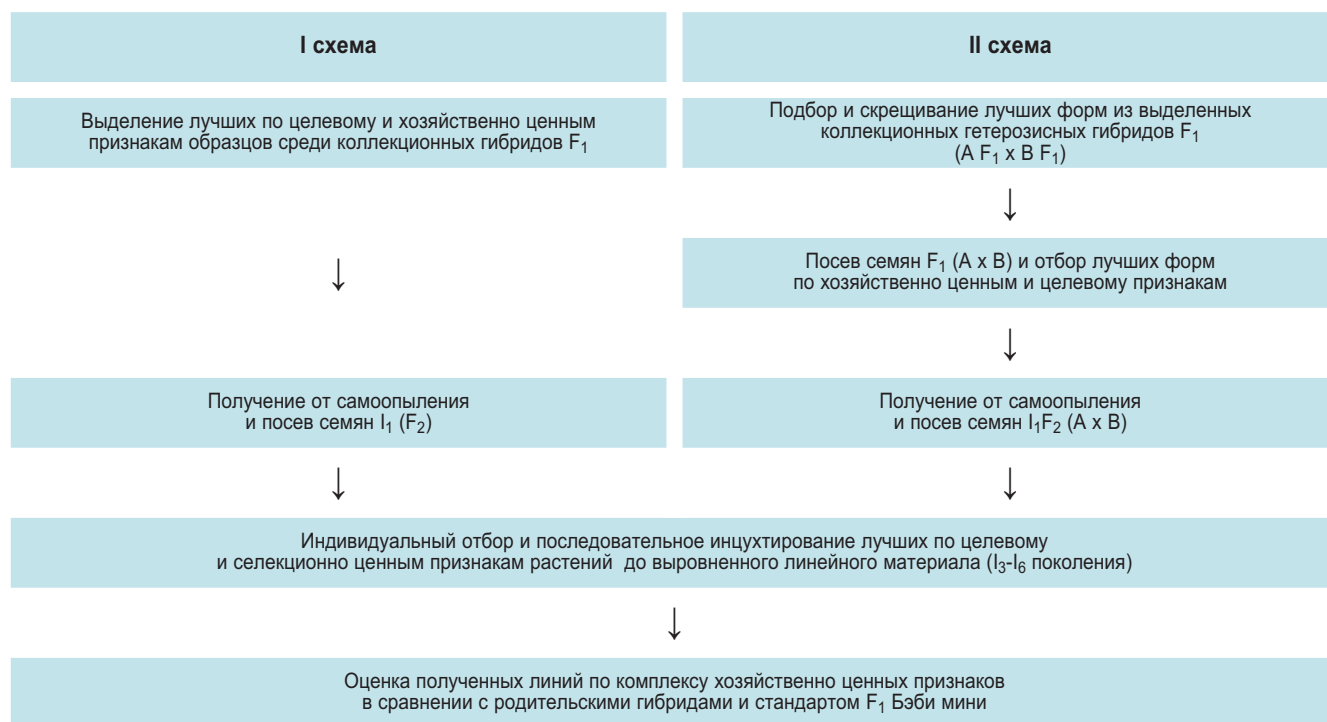 I схема
II схема
Выделение лучших по целевому и хозяйственно ценным
признакам образцов среди коллекционных гибридов F₁
Подбор и скрещивание лучших форм из выделенных
коллекционных гетерозисных гибридов F₁
(A F₁ x B F₁)
↓
↓
Посев семян F₁ (A x B) и отбор лучших форм
по хозяйственно ценным и целевому признакам
↓
Получение от самоопыления
и посев семян I₁ (F₂)
Получение от самоопыления
и посев семян I₁F₂ (A x B)
↓
↓
Индивидуальный отбор и последовательное инцухтирование лучших по целевому
и селекционно ценным признакам растений до выровненного линейного материала (I₃-I₆ поколения)
↓
Оценка полученных линий по комплексу хозяйственно ценных признаков
в сравнении с родительскими гибридами и стандартом F₁ Бэби мини